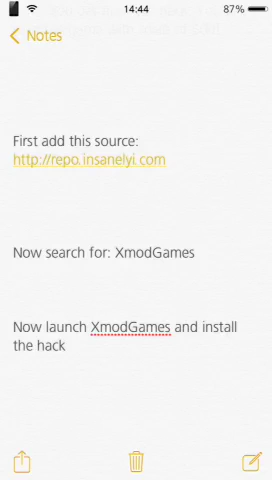 14:44
87%
Notes
First add this source:
http://repo.insanelyi.com
Now search for: XmodGames
Now launch XmodGames and install
the hack